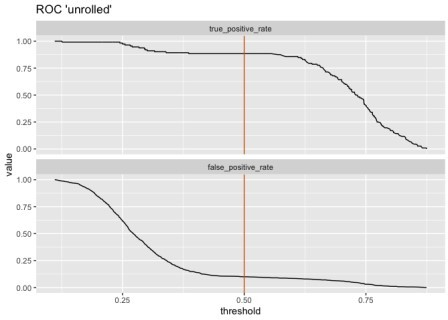 ROC 'unrolled'
true_positive_rate
1.00
0.75
0.50
0.25
0.00
value
false_positive_rate
1.00
0.75
0.50
0.25
0.00
0.25 0.50 0.75
threshold